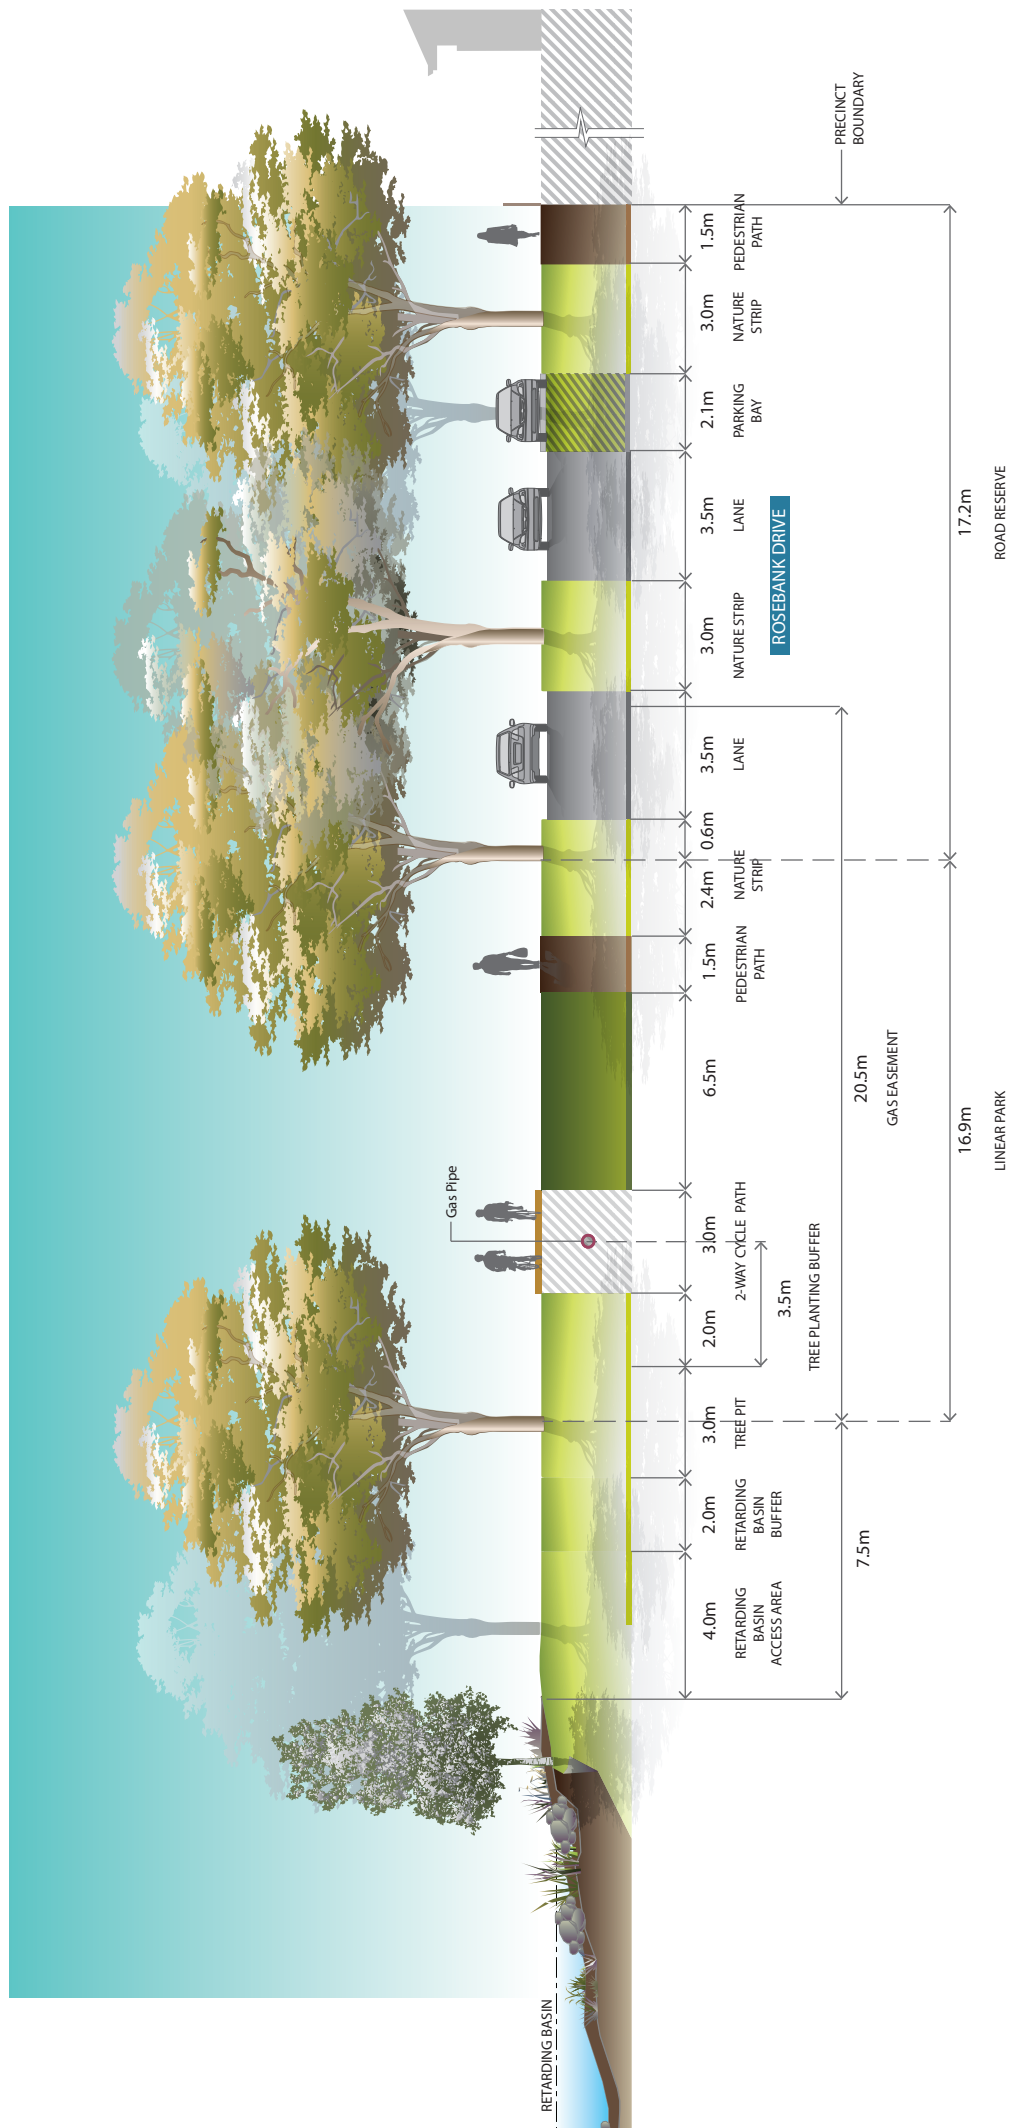 Gas Pipe
RETARDING BASIN
4.0m
2.0m
3.0m
2.0m
3.0m
6.5m
1.5m
2.4m
0.6m
3.5m
3.0m
3.5m
2.1m
3.0m
1.5m
RETARDING
BASIN
ACCESS AREA
RETARDING
BASIN
BUFFER
TREE PIT
2-WAY CYCLE PATH
PEDESTRIAN
PATH
NATURE
STRIP
LANE
NATURE STRIP
LANE
PARKING
BAY
NATURE
STRIP
PEDESTRIAN
PATH
3.5m
TREE PLANTING BUFFER
ROSEBANK DRIVE
PRECINCT
BOUNDARY
7.5m
20.5m
GAS EASEMENT
16.9m
LINEAR PARK
17.2m
ROAD RESERVE